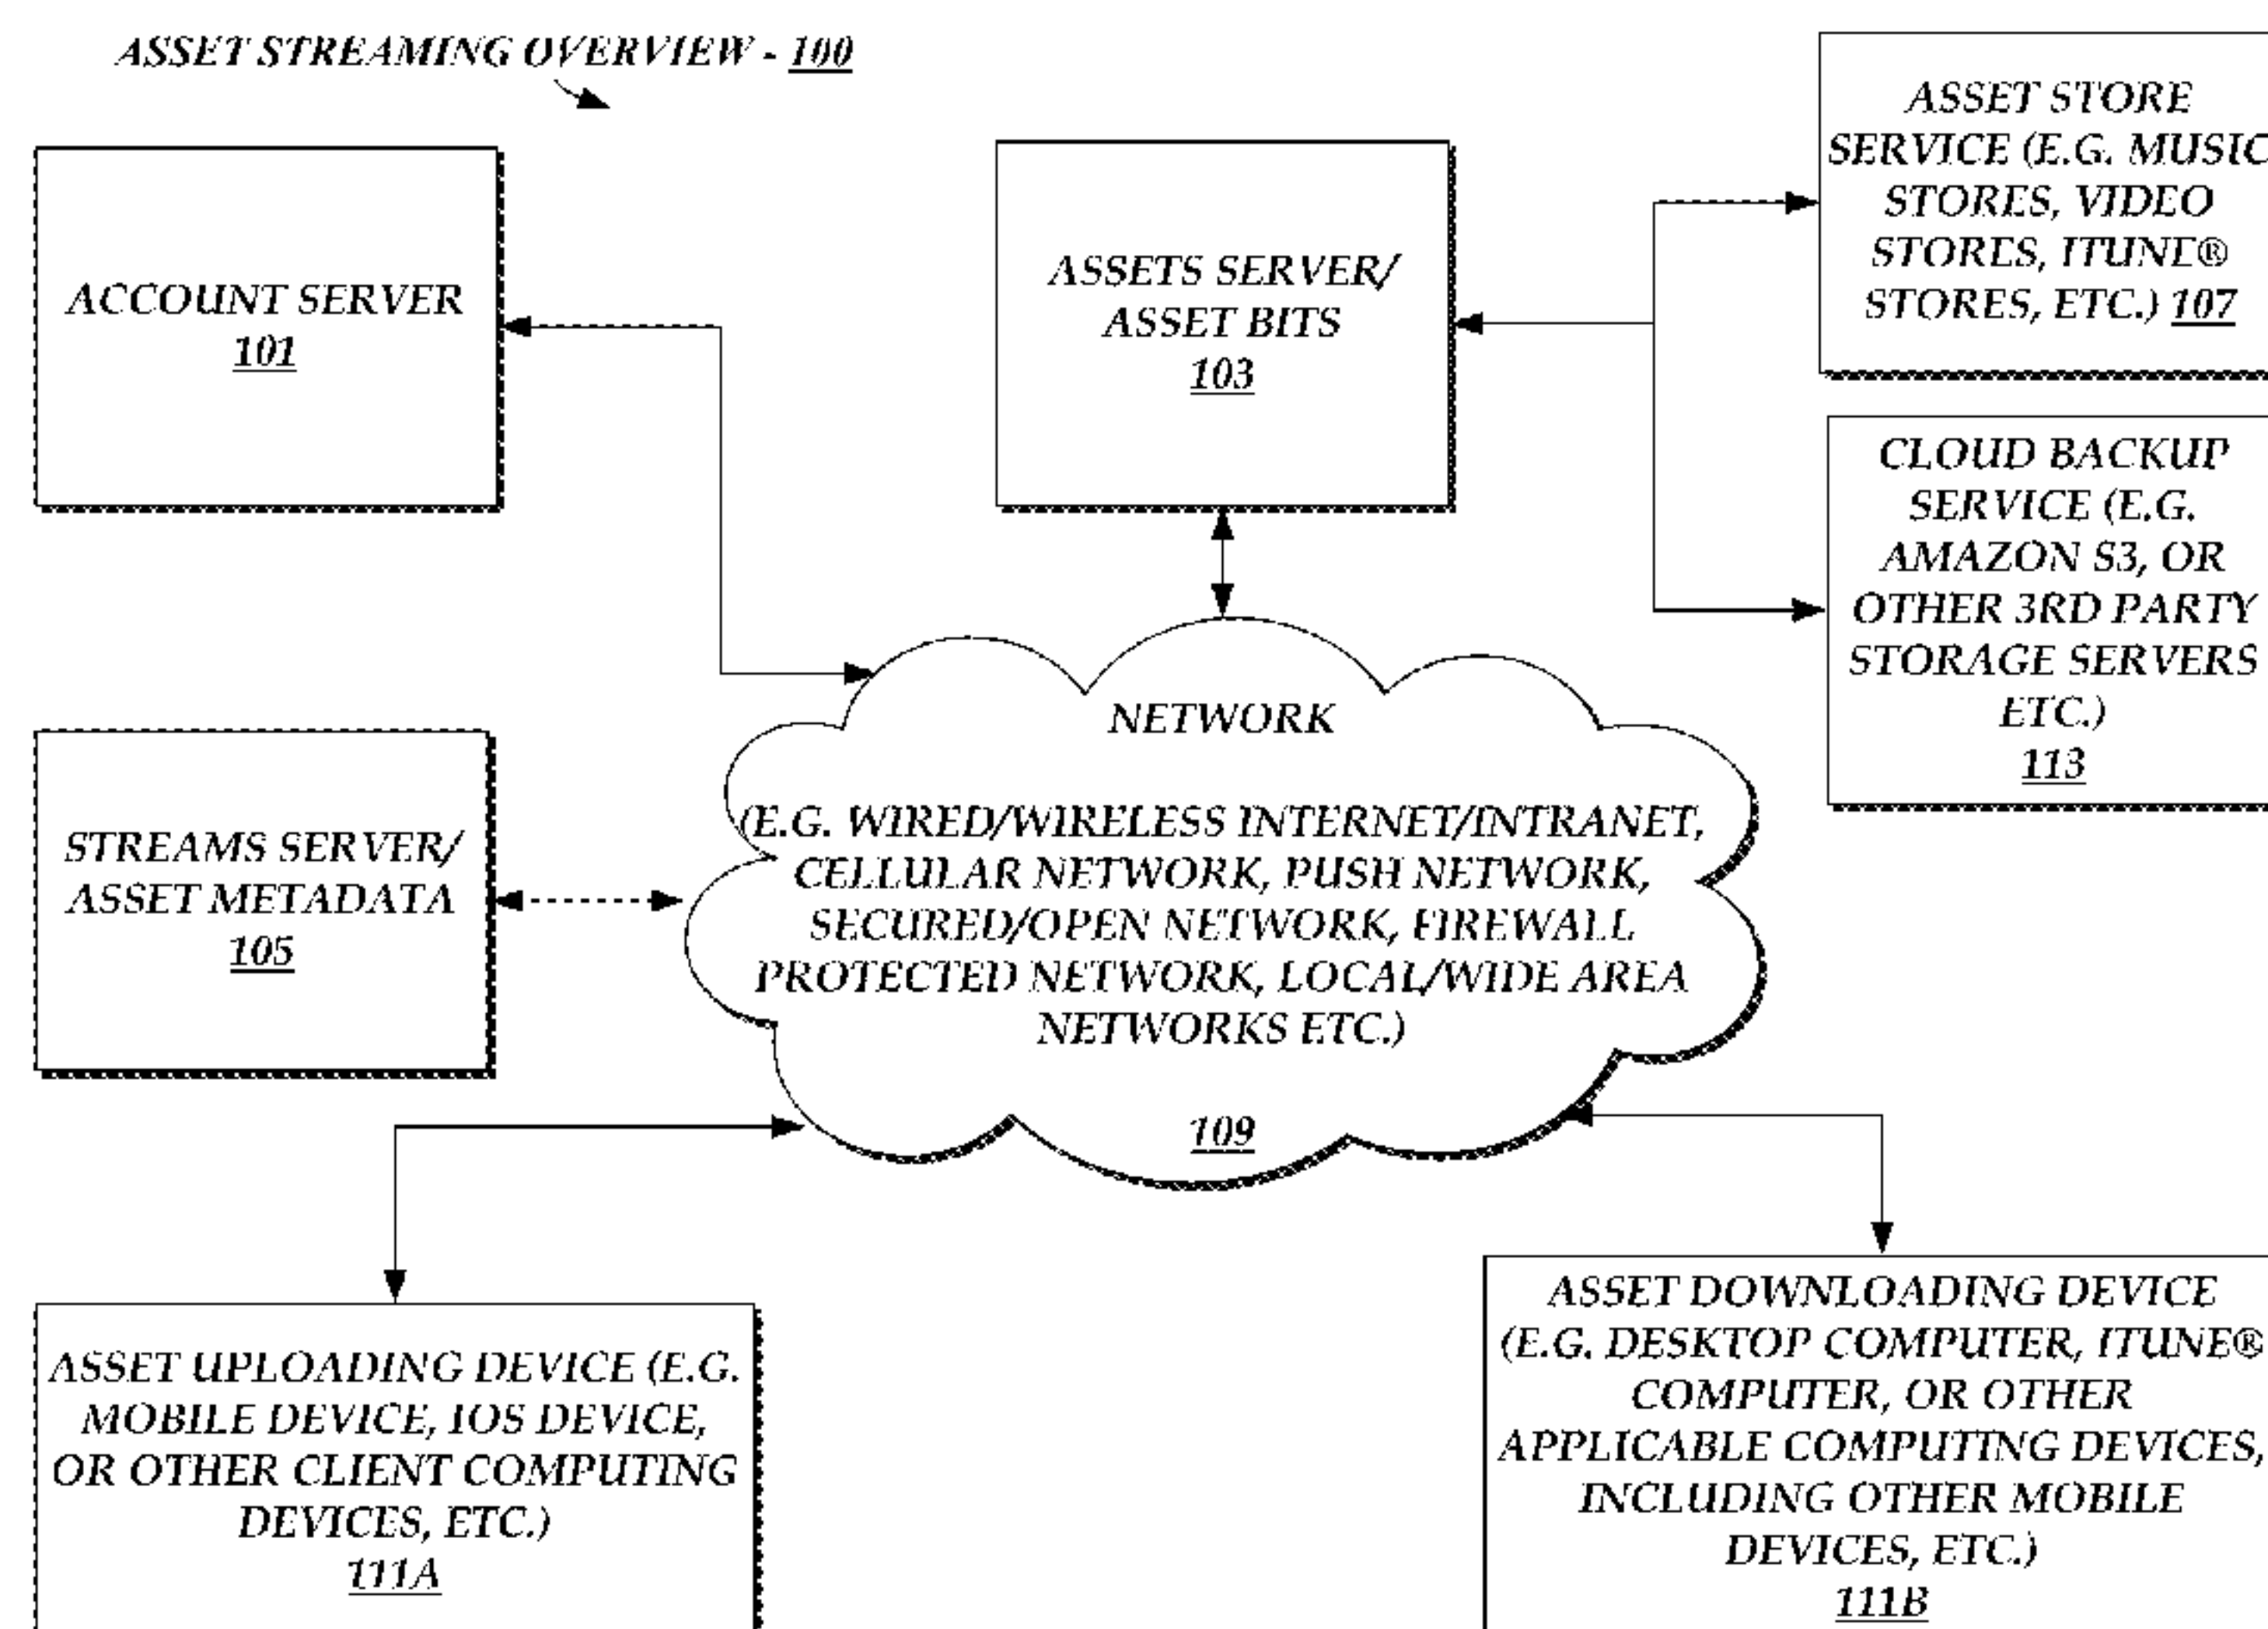 ASSET STREAMING OVERVIEW - 100
ACCOUNT SERVER
101
ASSETS SERVER/
ASSET BITS
103
ASSET STORE
SERVICE (E.G. MUSIC
STORES, VIDEO
STORES, ITUNE®
STORES, ETC.) 107
CLOUD BACKUP
SERVICE (E.G.
AMAZON S3, OR
OTHER 3RD PARTY
STORAGE SERVERS
ETC.)
113
STREAMS SERVER/
ASSET METADATA
105
NETWORK
(E.G. WIRED/WIRELESS INTERNET/INTRANET,
CELLULAR NETWORK, PUSH NETWORK,
SECURED/OPEN NETWORK, FIREWALL
PROTECTED NETWORK, LOCAL/WIDE AREA
NETWORKS ETC.)
109
ASSET UPLOADING DEVICE (E.G.
MOBILE DEVICE, IOS DEVICE,
OR OTHER CLIENT COMPUTING
DEVICES, ETC.)
111A
ASSET DOWNLOADING DEVICE
(E.G. DESKTOP COMPUTER, ITUNE®
COMPUTER, OR OTHER
APPLICABLE COMPUTING DEVICES,
INCLUDING OTHER MOBILE
DEVICES, ETC.)
111B